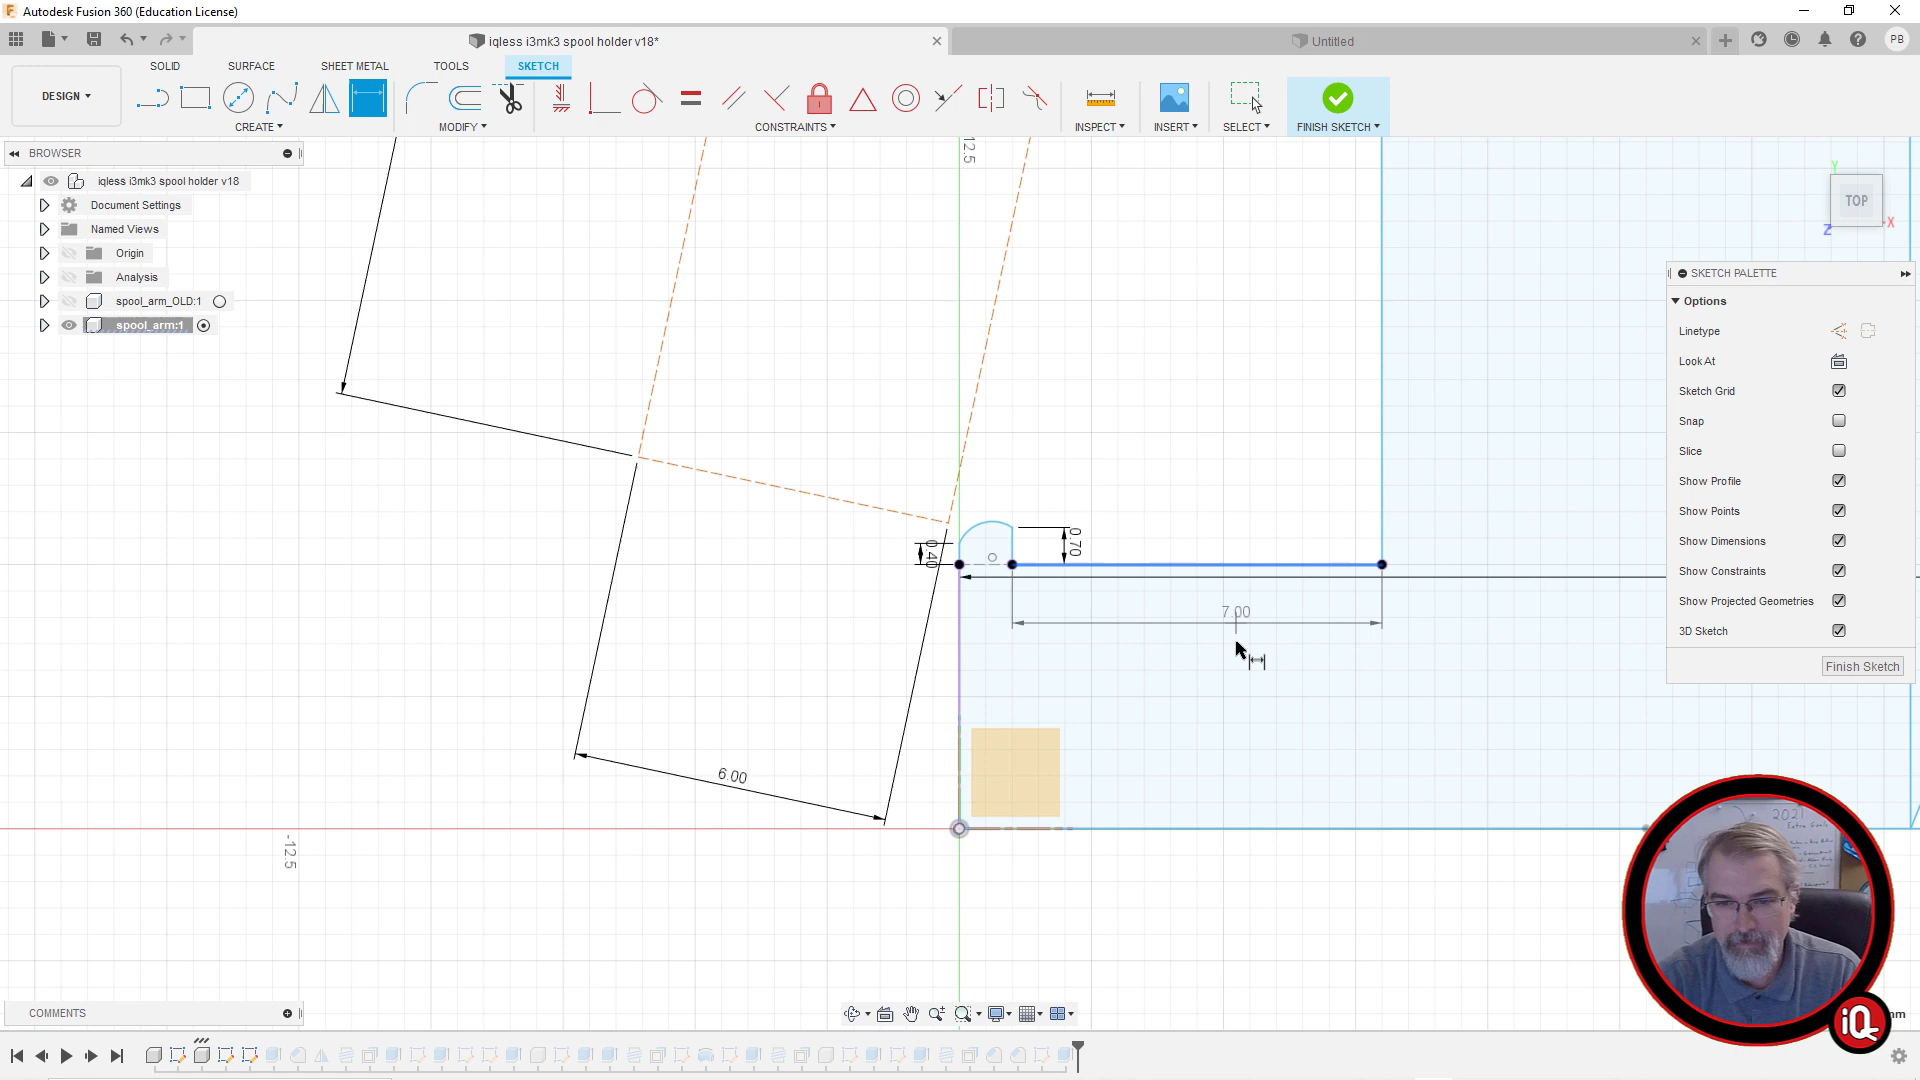 Autodesk Fusion 360 (Education License)
iqless i3mk3 spool holder v18*
Untitled
PB
DESIGN
SOLID
SURFACE
SHEET METAL
TOOLS
SKETCH
CREATE
MODIFY
CONSTRAINTS
INSPECT
INSERT
SELECT
FINISH SKETCH
BROWSER
iqless i3mk3 spool holder v18
Document Settings
Named Views
Origin
Analysis
spool_arm_OLD:1
spool_arm:1
12.5
TOP
Y
X
Z
SKETCH PALETTE
Options
Linetype
Look At
Sketch Grid
Snap
Slice
Show Profile
Show Points
Show Dimensions
Show Constraints
Show Projected Geometries
3D Sketch
Finish Sketch
0.40
0.70
7.00
6.00
-12.5
2021
COMMENTS
iQ